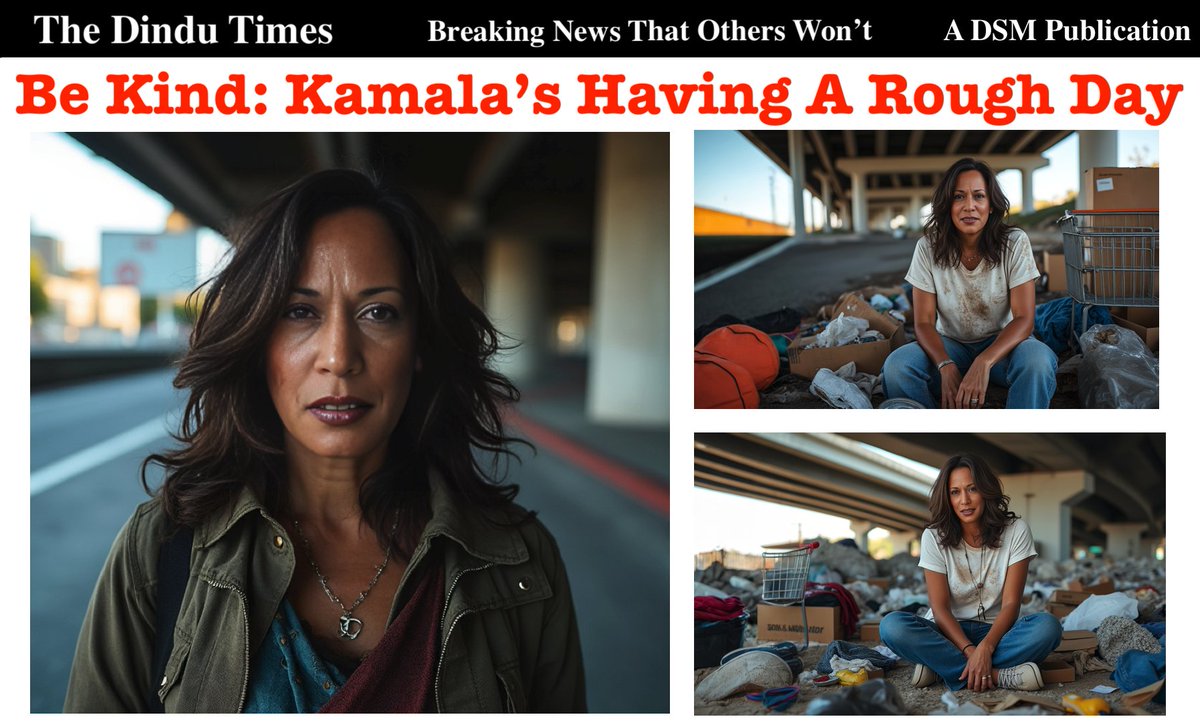 The Dindu Times Breaking News That Others Won’t A DSM Publication
Be Kind: Kamala’s Having A Rough Day